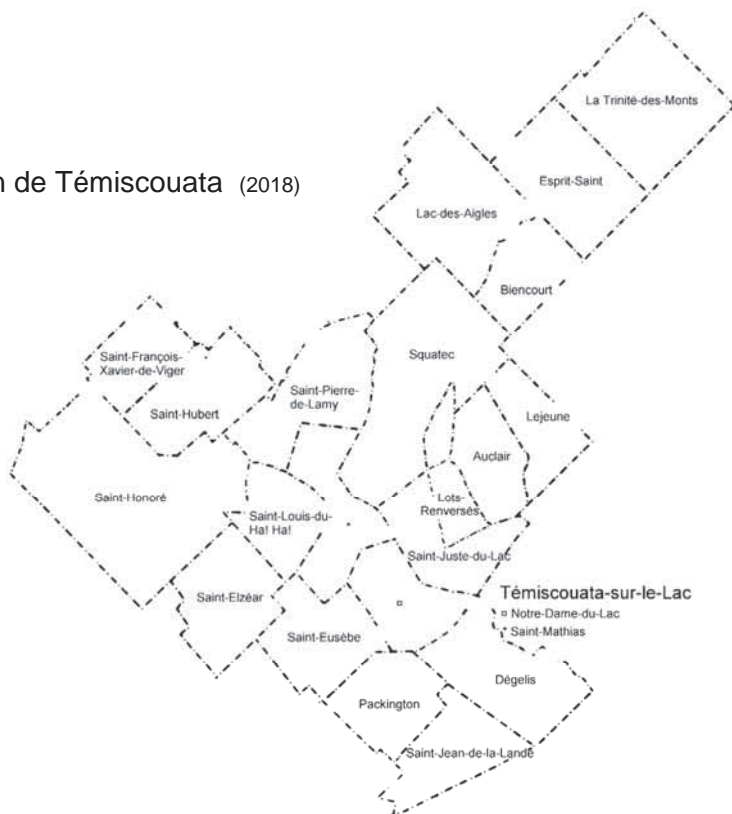 n de Témiscouata (2018)
La Trinité-des-Monts
Esprit-Saint
Lac-des-Aigles
Biencourt
Squatec
Saint-François-
Xavier-de-Viger
Saint-Pierre-
de-Lamy
Saint-Hubert
Lejeune
Auclair
Saint-Honoré
Lots-
Renversés
Saint-Louis-du-
Ha! Ha!
Saint-Juste-du-Lac
Témiscouata-sur-le-Lac
Notre-Dame-du-Lac
Saint-Mathias
Saint-Elzéar
Saint-Eusèbe
Dégelis
Packington
Saint-Jean-de-la-Lande